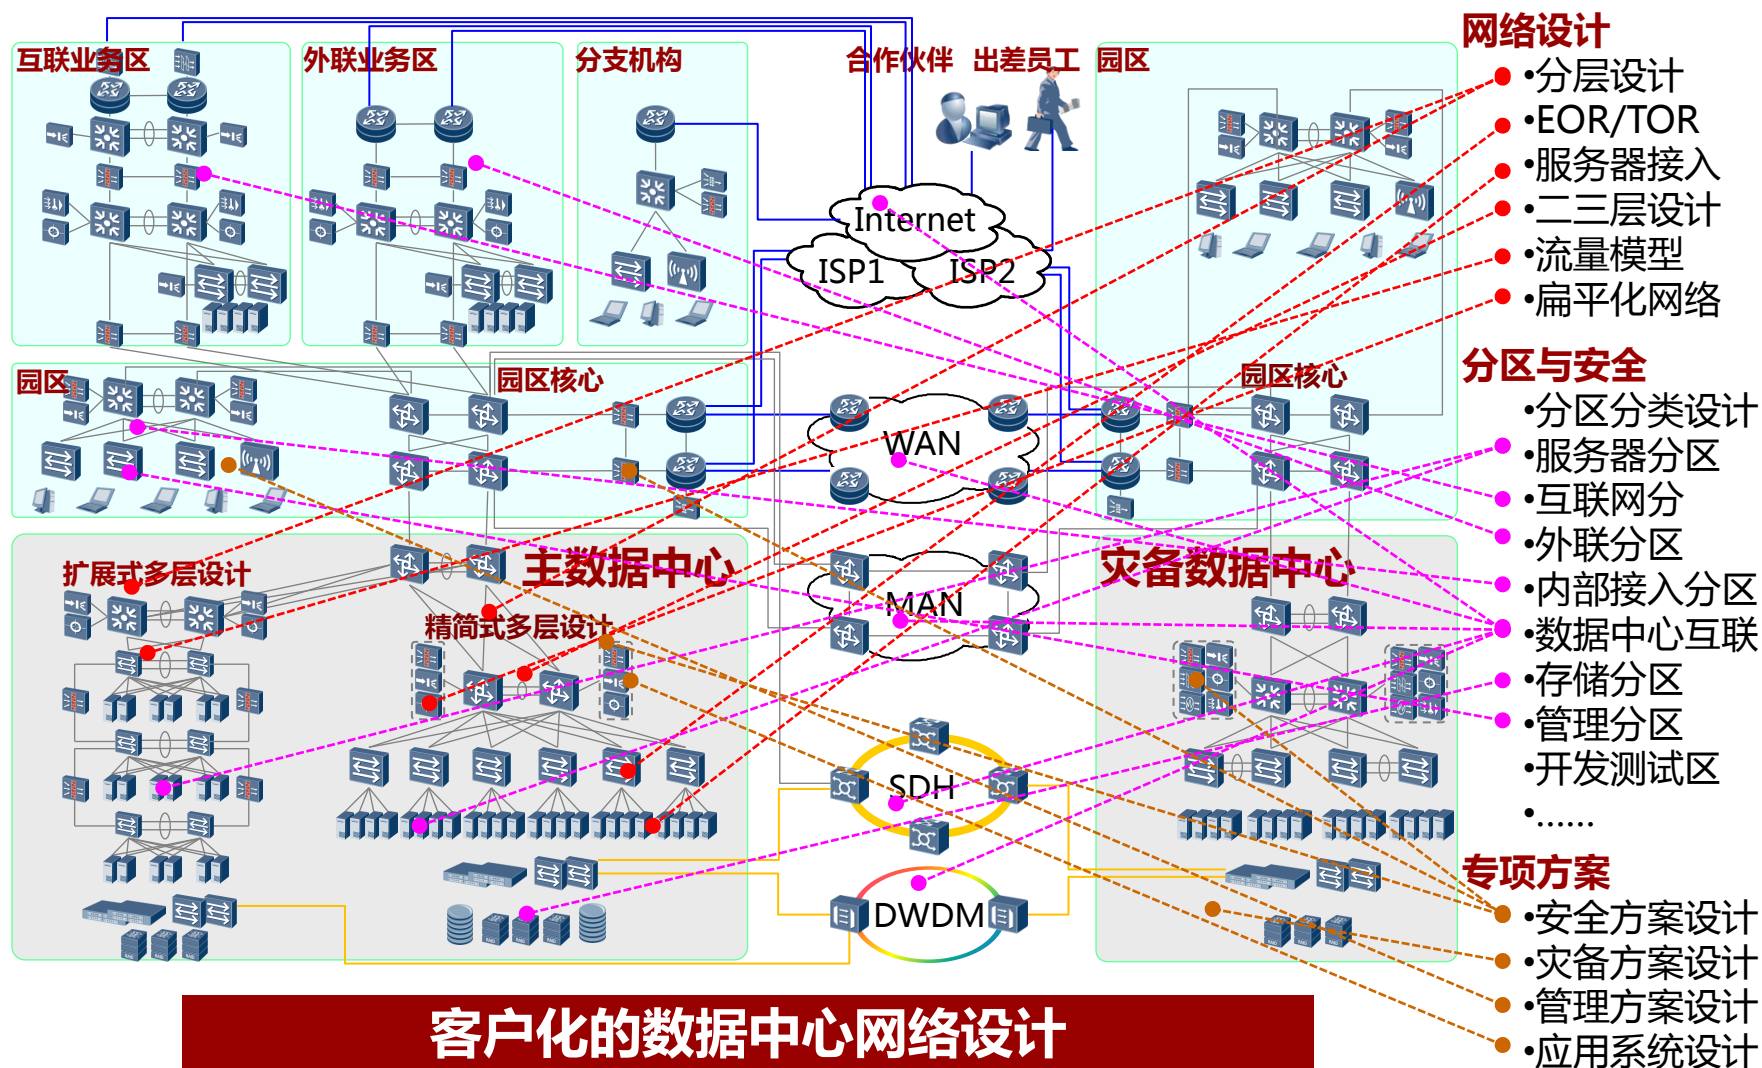 互联业务区
外联业务区
分支机构
合作伙伴
出差员工
园区
Internet
ISP1
ISP2
园区
园区核心
园区核心
WAN
主数据中心
灾备数据中心
扩展式多层设计
MAN
精简式多层设计
SDH
DWDM
网络设计
•分层设计
•EOR/TOR
•服务器接入
•二三层设计
•流量模型
•扁平化网络
分区与安全
•分区分类设计
•服务器分区
•互联网分
•外联分区
•内部接入分区
•数据中心互联
•存储分区
•管理分区
•开发测试区
•……
专项方案
•安全方案设计
•灾备方案设计
•管理方案设计
•应用系统设计
客户化的数据中心网络设计